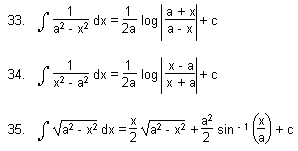 33. ∫ 1/(a² - x²) dx = 1/2a log |(a + x)/(a - x)| + c
34. ∫ 1/(x² - a²) dx = 1/2a log |(x - a)/(x + a)| + c
35. ∫ √(a² - x²) dx = x/2 √(a² - x²) + a²/2 sin⁻¹ (x/a) + c